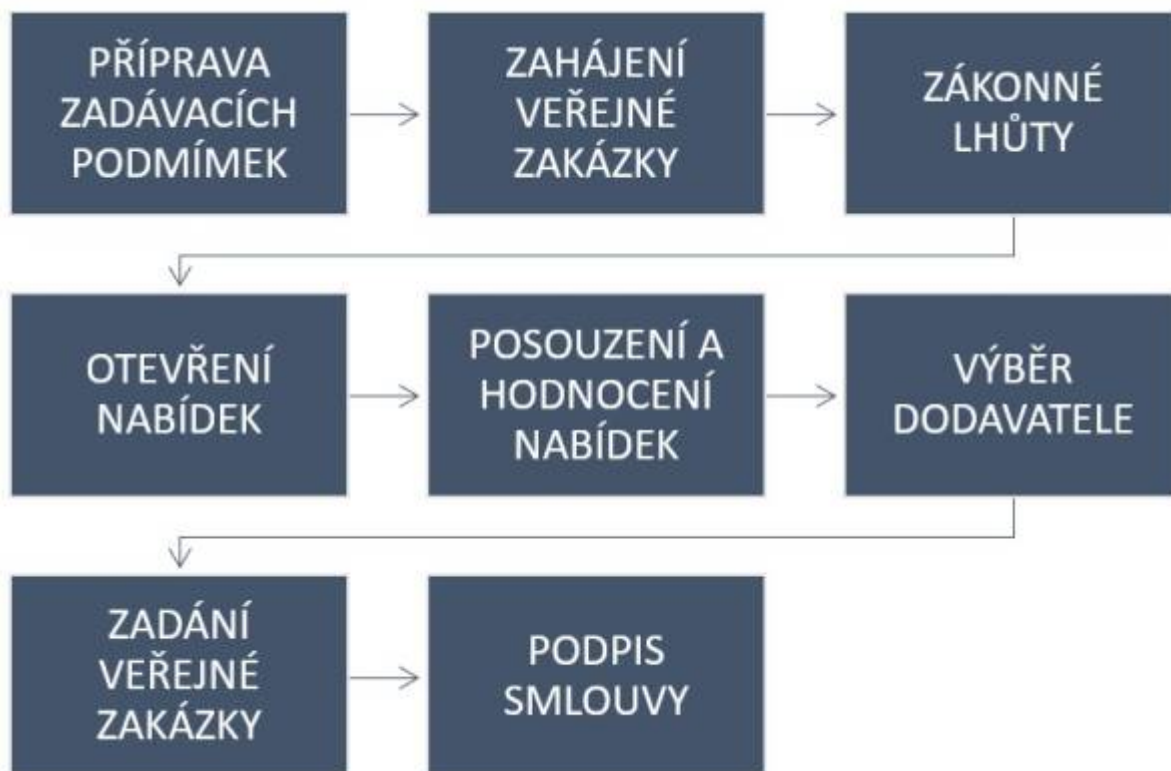 PŘÍPRAVA
ZADÁVACÍCH
PODMÍMEK
ZAHÁJENÍ
VEŘEJNÉ
ZAKÁZKY
ZÁKONNÉ
LHŮTY
OTEVŘENÍ
NABÍDEK
POSOUZENÍ A
HODNOCENÍ
NABÍDEK
VÝBĚR
DODAVATELE
ZADÁNÍ
VEŘEJNÉ
ZAKÁZKY
PODPIS
SMLOUVY